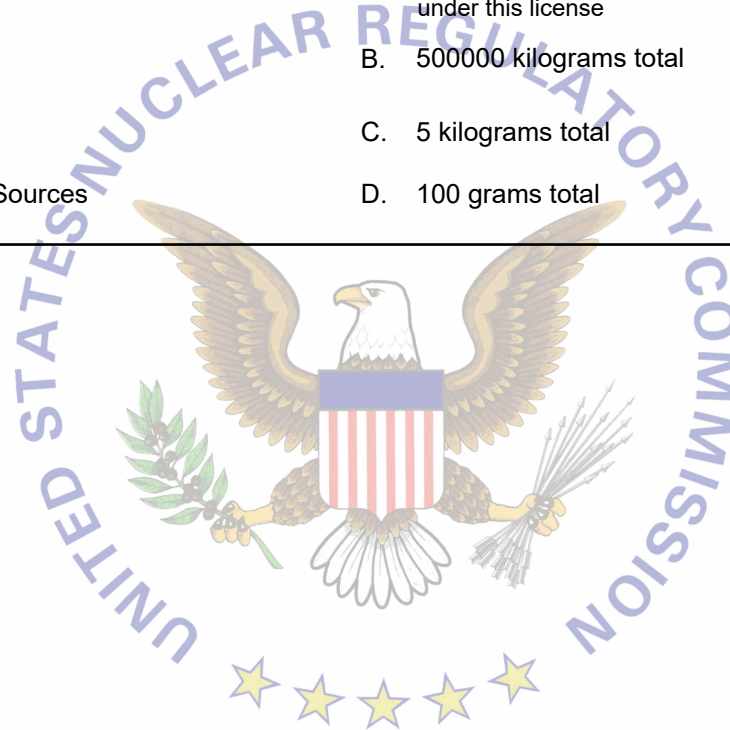 under this license
B. 500000 kilograms total
C. 5 kilograms total
Sources D. 100 grams total
UNITED STATES NUCLEAR REGULATORY COMMISSION